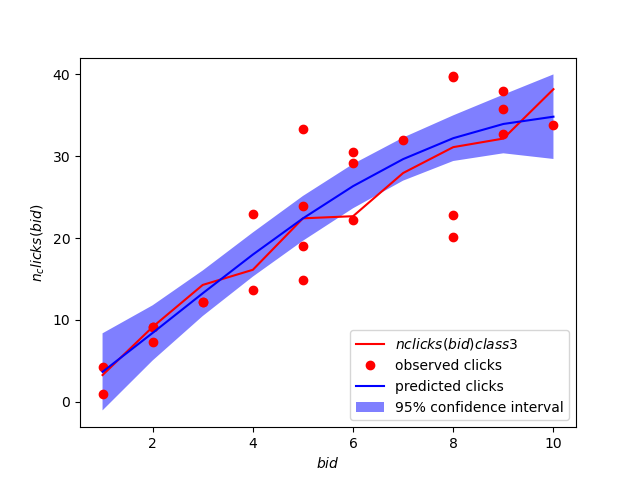 40
30
20
10
0
n_clicks(bid)
2
4
6
8
10
bid
nclicks(bid)class3
observed clicks
predicted clicks
95% confidence interval